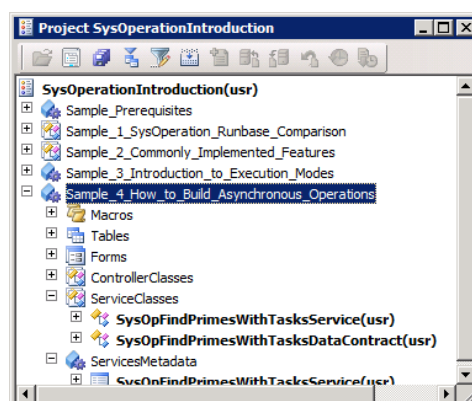 Project SysOperationIntroduction
SysOperationIntroduction(usr)
Sample_Prerequisites
Sample_1_SysOperation_Runbase_Comparison
Sample_2_Commonly_Implemented_Features
Sample_3_Introduction_to_Execution_Modes
Sample_4_How_to_Build_Asynchronous_Operations
Macros
Tables
Forms
ControllerClasses
ServiceClasses
SysOpFindPrimesWithTasksService(usr)
SysOpFindPrimesWithTasksDataContract(usr)
ServicesMetadata
SysOpFindPrimesWithTasksService(usr)